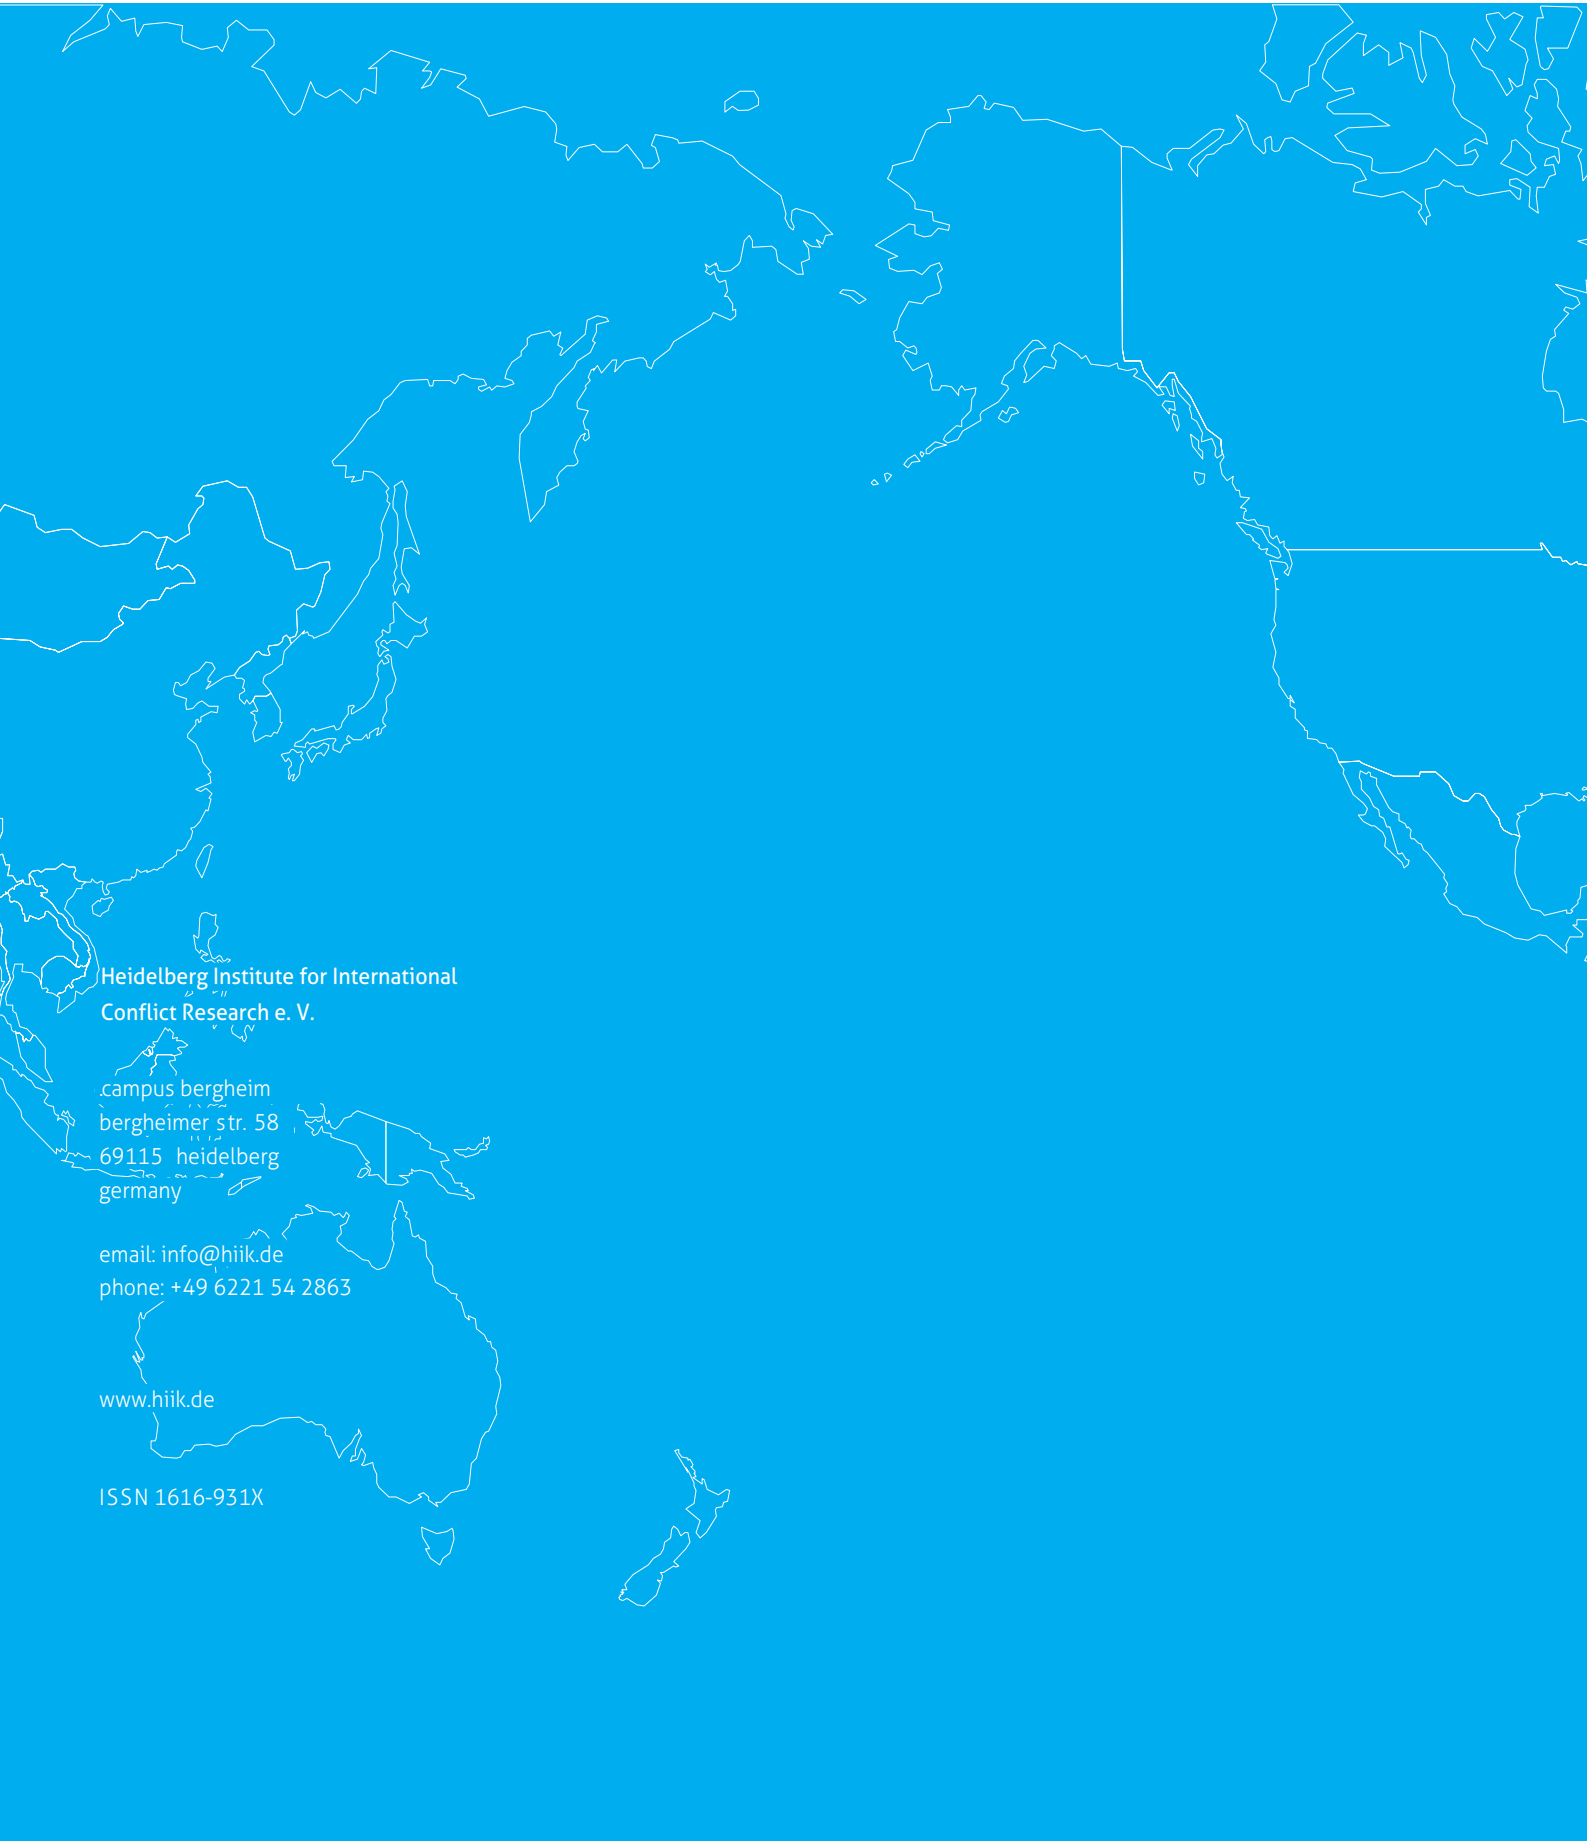 Heidelberg Institute for International
Conflict Research e. V.
campus bergheim
bergheimer str. 58
69115 heidelberg
germany
email: info@hiik.de
phone: +49 6221 54 2863
www.hiik.de
ISSN 1616-931X